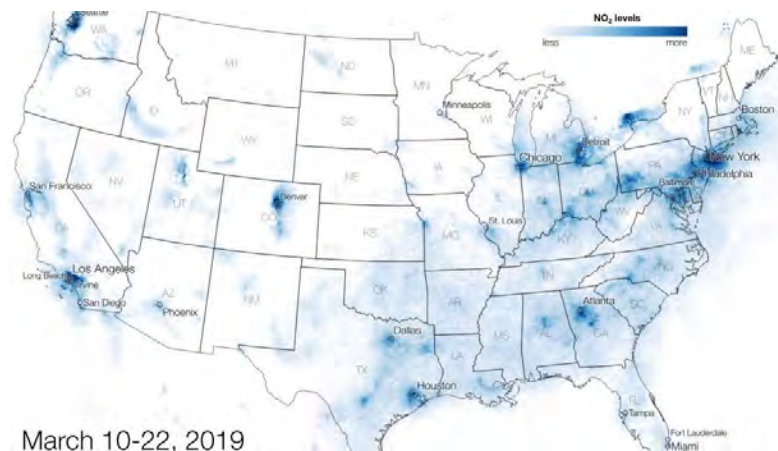 NO₂ levels
less more
Seattle
WA
MT
ND
MN
ME
OR
ID
Minneapolis
WI
VT
NH
Boston
SD
MI
NY
WY
Detroit
Chicago
New York
IA
PA
Philadelphia
NE
Baltimore
San Francisco
NV
UT
Denver
CO
IL
IN
OH
WV
VA
CA
KS
St. Louis
MO
KY
Los Angeles
Long Beach
Irvine
San Diego
AZ
Phoenix
NM
OK
AR
TN
NC
SC
Atlanta
Dallas
MS
AL
GA
TX
LA
Houston
FL
Tampa
Fort Lauderdale
Miami
March 10-22, 2019